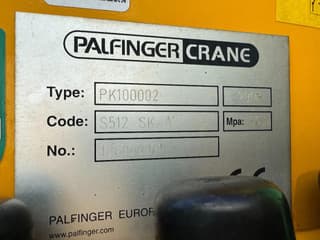 PALFINGER CRANE
Type: PK100002
Code: S512 SK-
Mpa:
No.:
PALFINGER EUROP
www.palfinger.com